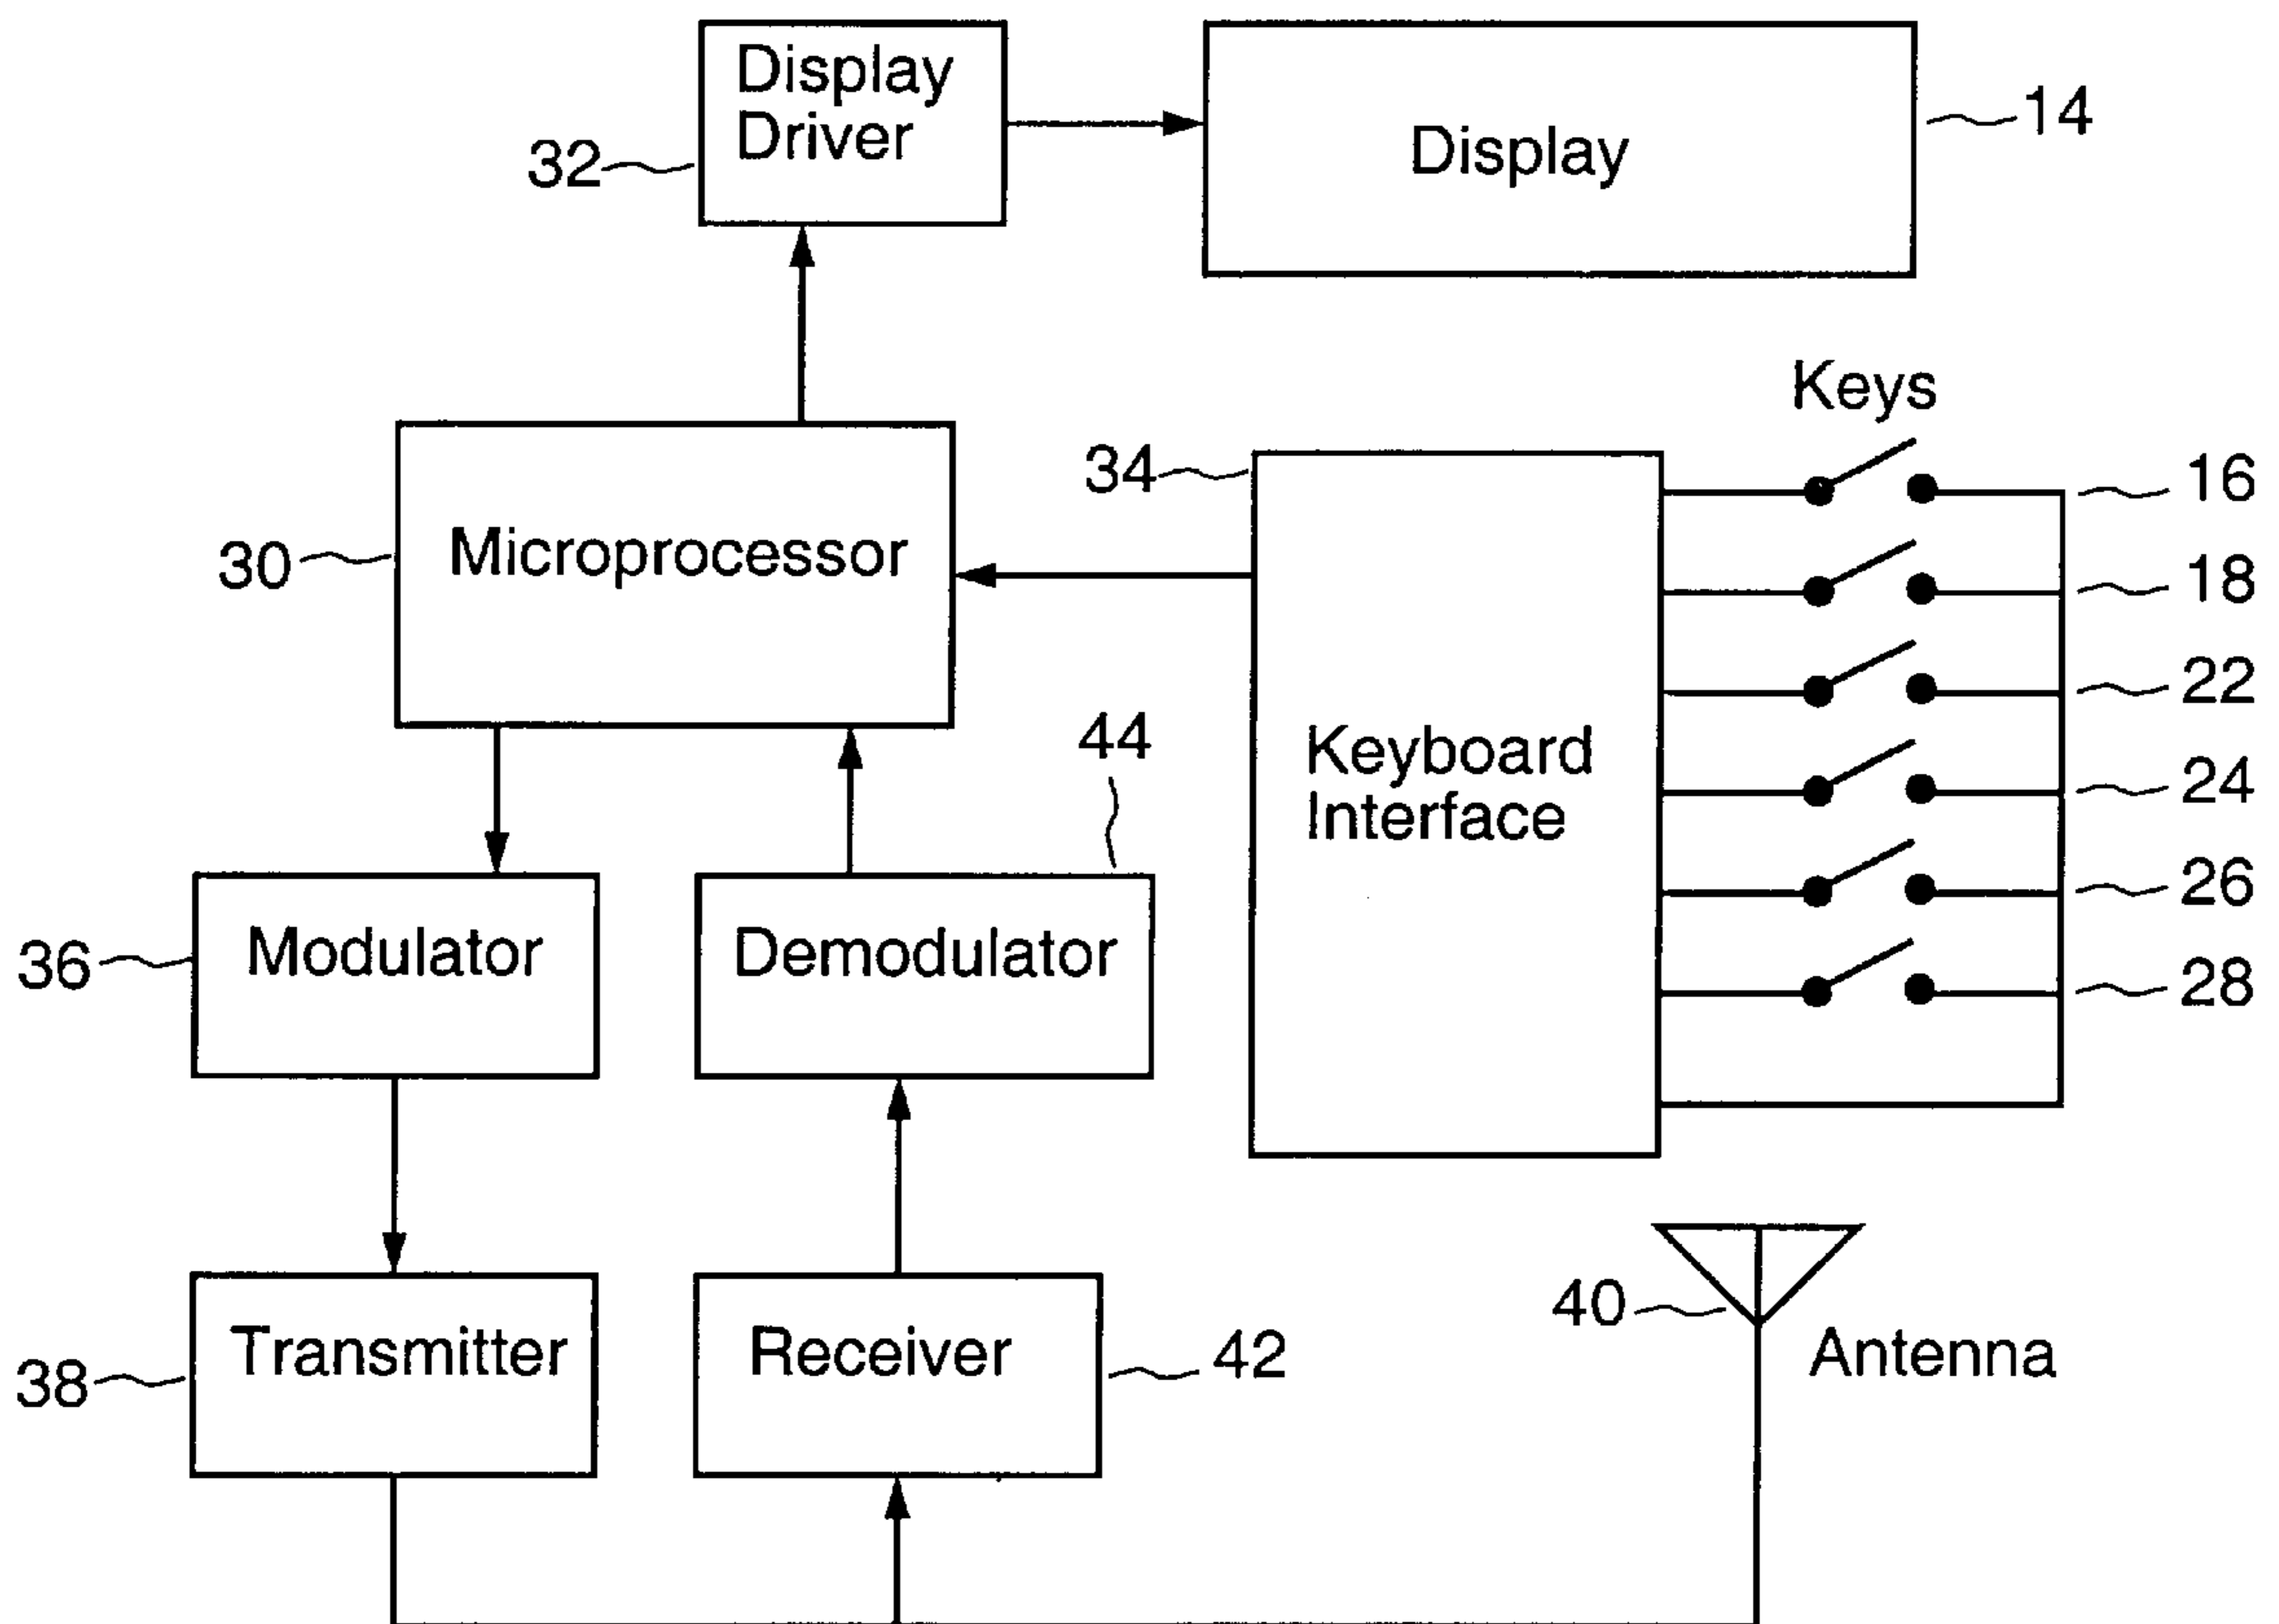 Display
Driver
32
Display
14
Keys
34
16
30
Microprocessor
18
22
44
Keyboard
Interface
24
36
Modulator
Demodulator
26
28
38
Transmitter
Receiver
42
40
Antenna